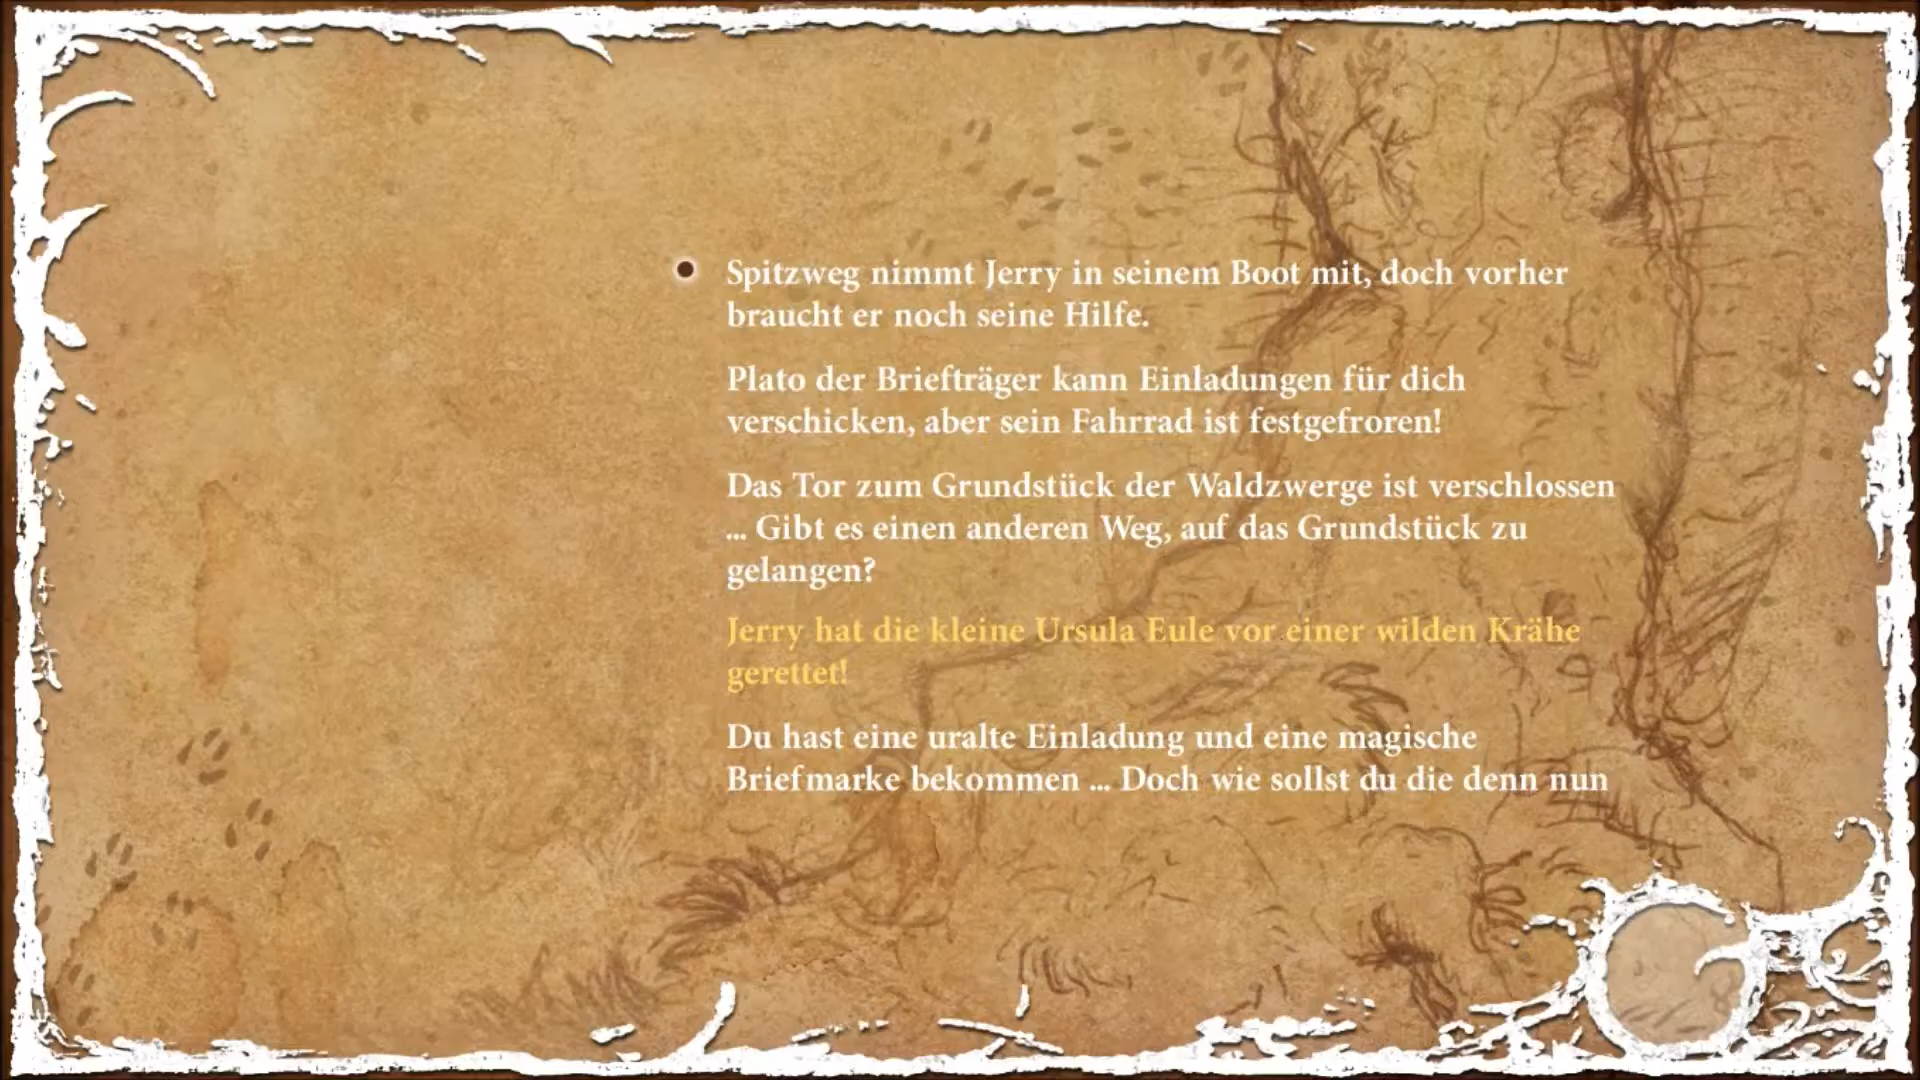 Spitzweg nimmt Jerry in seinem Boot mit, doch vorher
braucht er noch seine Hilfe.
Plato der Briefträger kann Einladungen für dich
verschicken, aber sein Fahrrad ist festgefroren!
Das Tor zum Grundstück der Waldzwerge ist verschlossen
... Gibt es einen anderen Weg, auf das Grundstück zu
gelangen?
Jerry hat die kleine Ursula Eule vor einer wilden Krähe
gerettet!
Du hast eine uralte Einladung und eine magische
Briefmarke bekommen ... Doch wie sollst du die denn nun